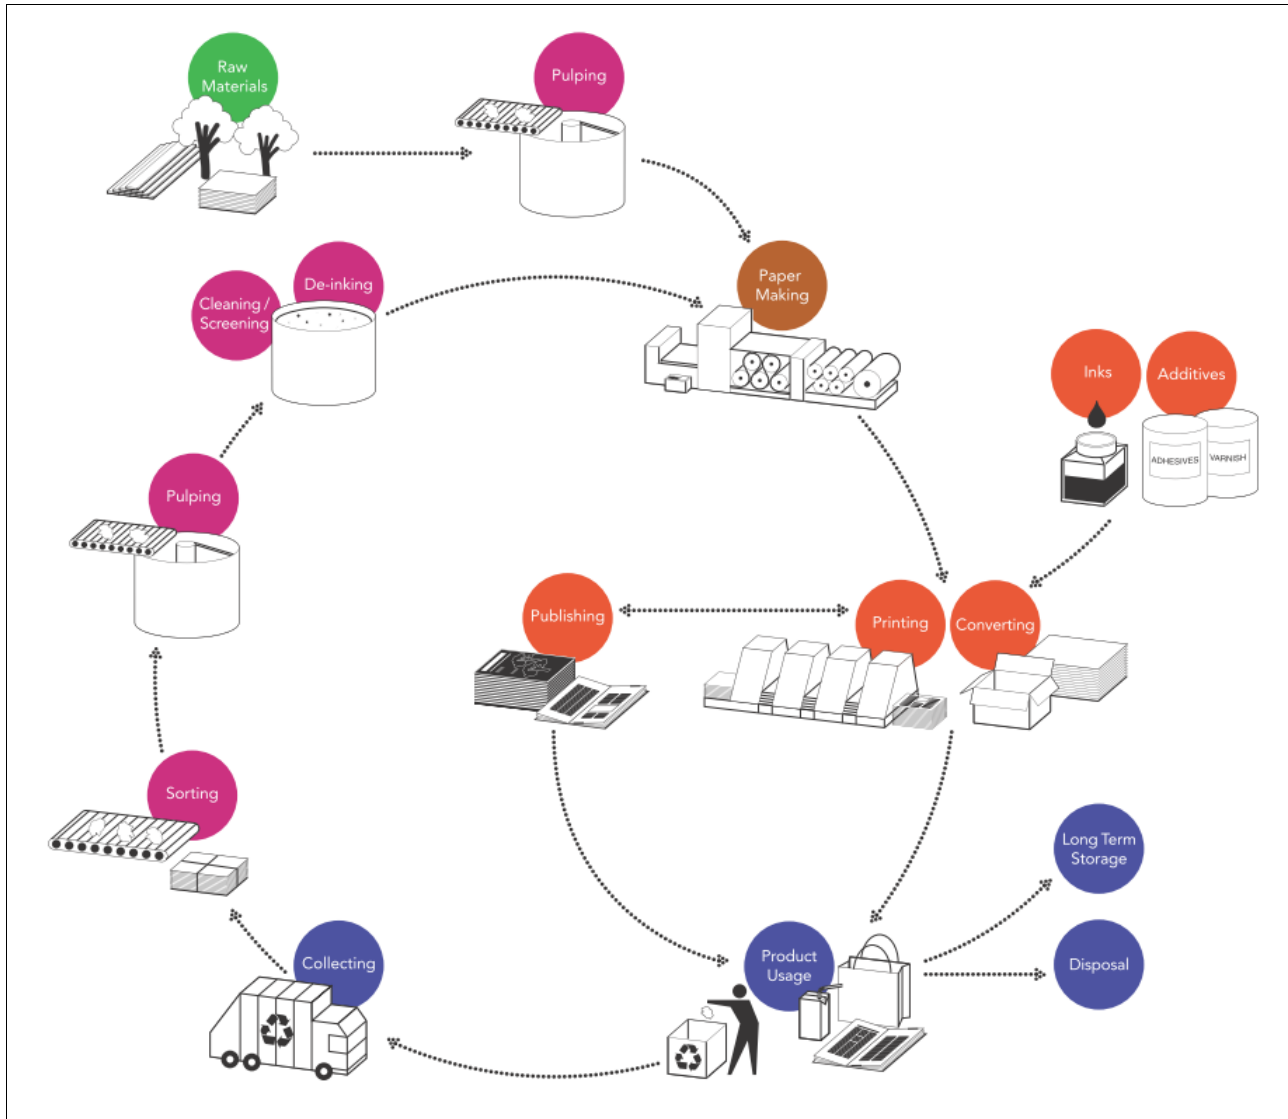 Raw
Materials
Pulping
De-inking
Cleaning /
Screening
Paper
Making
Inks
Additives
ADHESIVES
VARNISH
Pulping
Publishing
Printing
Converting
Sorting
Long Term
Storage
Collecting
Product
Usage
Disposal